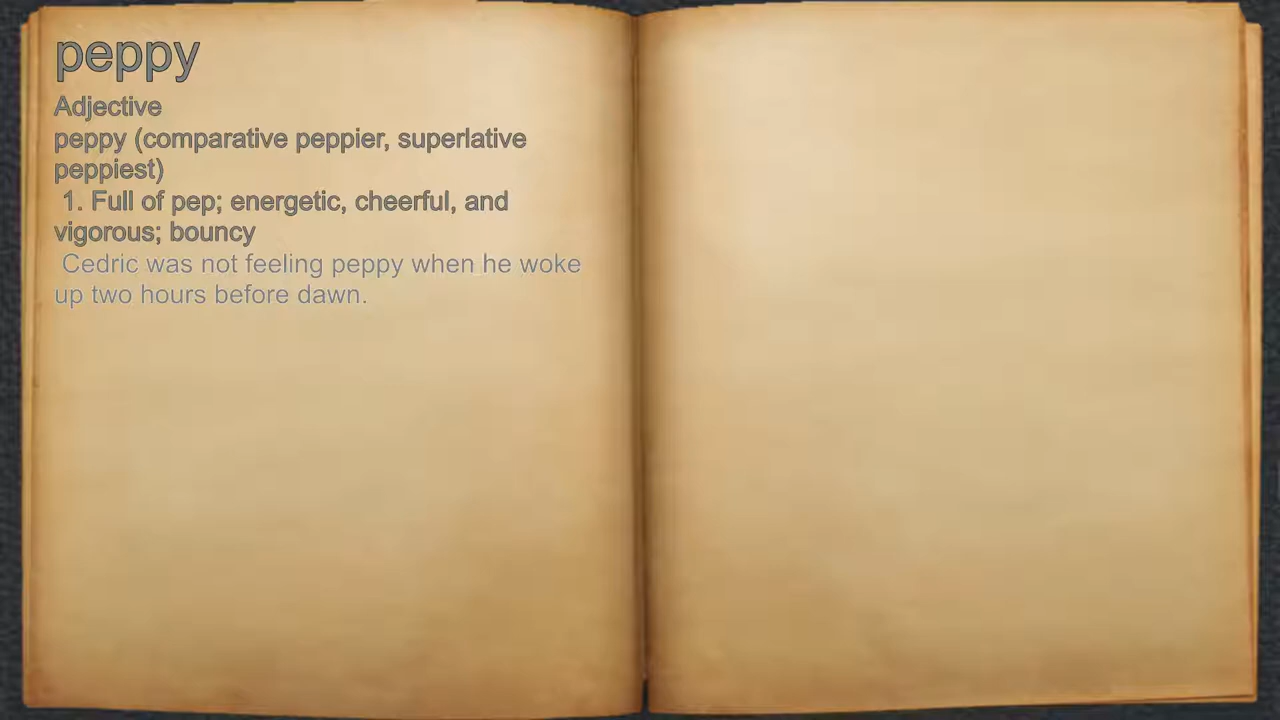 peppy
Adjective
peppy (comparative peppier, superlative
peppiest)
1. Full of pep; energetic, cheerful, and
vigorous; bouncy
Cedric was not feeling peppy when he woke
up two hours before dawn.